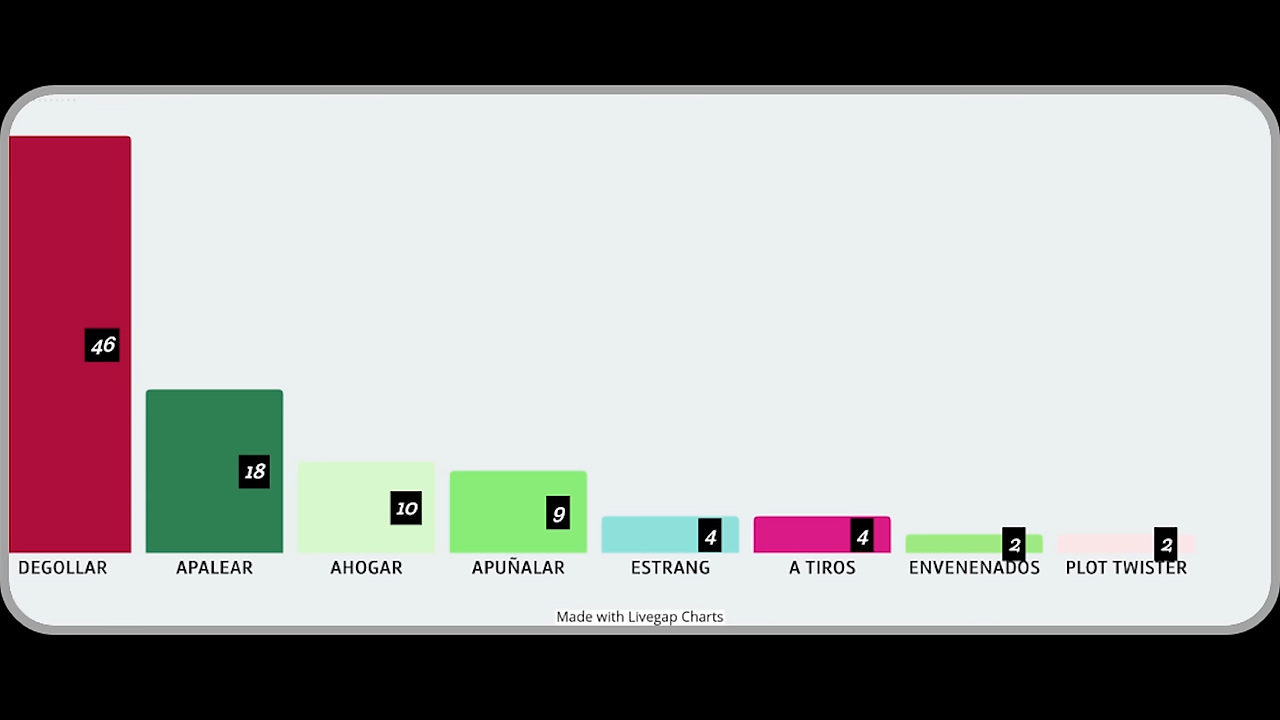 46
18
10
9
4
4
2
2
DEGOLLAR
APALEAR
AHOGAR
APUÑALAR
ESTRANG
A TIROS
ENVENENADOS
PLOT TWISTER
Made with Livegap Charts